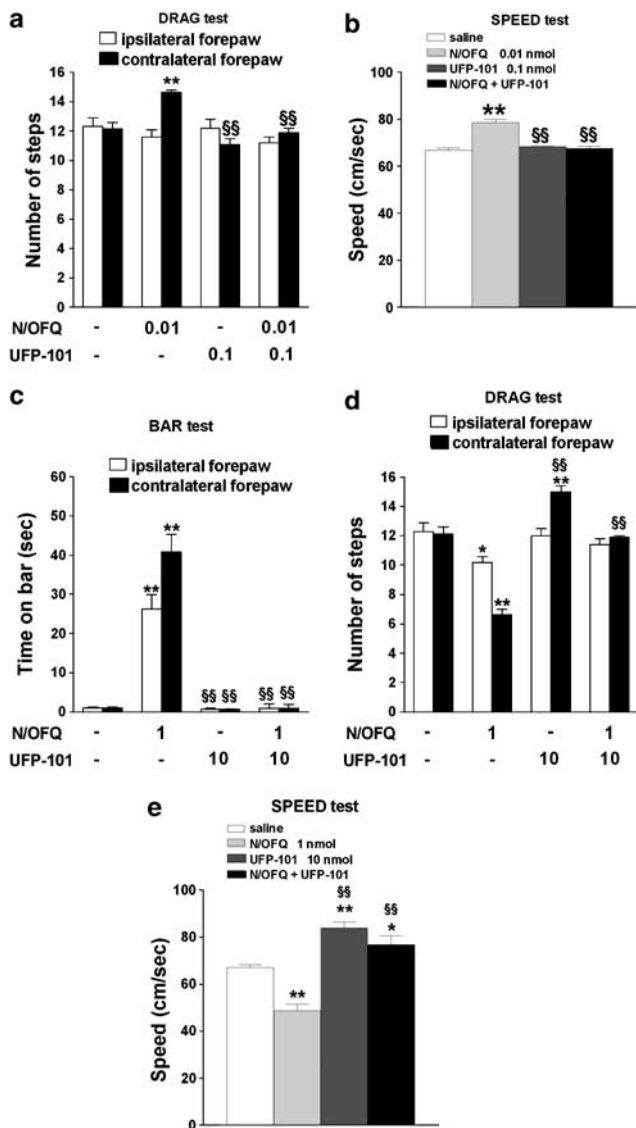 a
DRAG test
ipsilateral forepaw
contralateral forepaw
Number of steps
16
14
12
10
8
6
4
2
0
**
§§
§§
N/OFQ - 0.01 - 0.01
UFP-101 - - 0.1 0.1
b
SPEED test
saline
N/OFQ 0.01 nmol
UFP-101 0.1 nmol
N/OFQ + UFP-101
Speed (cm/sec)
100
80
60
40
20
0
**
§§
§§
c
BAR test
ipsilateral forepaw
contralateral forepaw
Time on bar (sec)
60
50
40
30
20
10
0
**
**
§§ §§
§§ §§
N/OFQ - 1 - 1
UFP-101 - - 10 10
d
DRAG test
ipsilateral forepaw
contralateral forepaw
Number of steps
16
14
12
10
8
6
4
2
0
*
**
§§
**
§§
N/OFQ - 1 - 1
UFP-101 - - 10 10
e
SPEED test
saline
N/OFQ 1 nmol
UFP-101 10 nmol
N/OFQ + UFP-101
Speed (cm/sec)
100
80
60
40
20
0
**
§§
**
§§
*